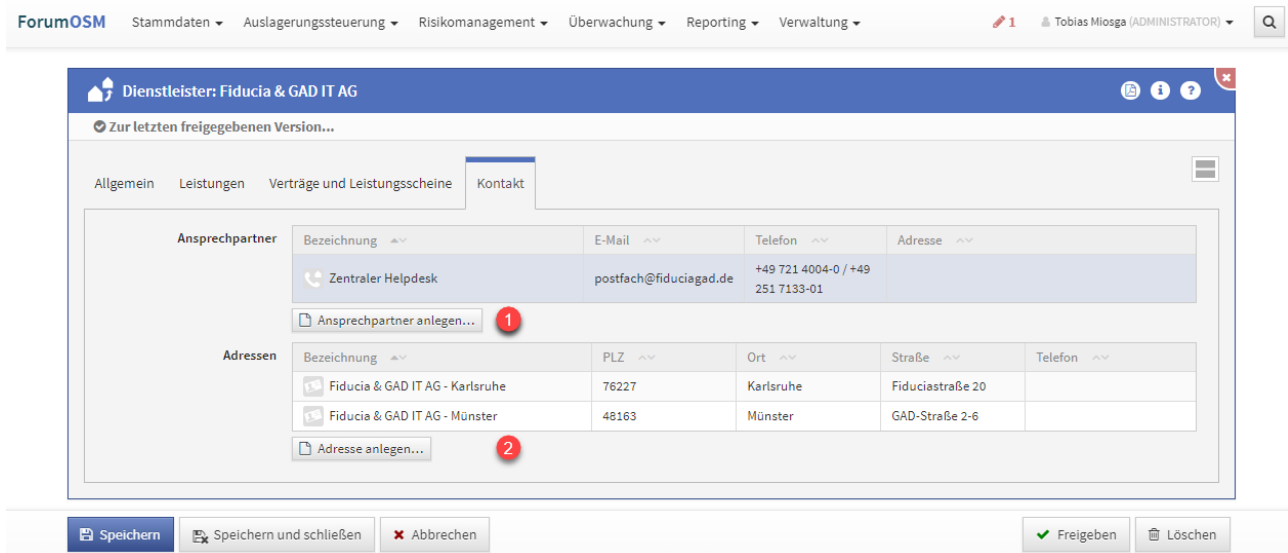 ForumOSM Stammdaten Auslagerungssteuerung Risikomanagement Überwachung Reporting Verwaltung 1 Tobias Miosga (ADMINISTRATOR)
Dienstleister: Fiducia & GAD IT AG
Zur letzten freigegebenen Version...
Allgemein Leistungen Verträge und Leistungsscheine Kontakt
Ansprechpartner Bezeichnung E-Mail Telefon Adresse
Zentraler Helpdesk postfach@fiduciagad.de +49 721 4004-0 / +49
251 7133-01
Ansprechpartner anlegen... 1
Adressen Bezeichnung PLZ Ort Straße Telefon
Fiducia & GAD IT AG - Karlsruhe 76227 Karlsruhe Fiduciastraße 20
Fiducia & GAD IT AG - Münster 48163 Münster GAD-Straße 2-6
Adresse anlegen... 2
Speichern Speichern und schließen Abbrechen Freigeben Löschen